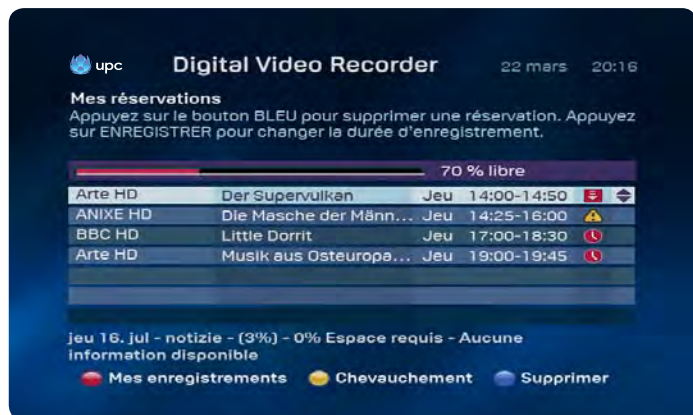 upc Digital Video Recorder 22 mars 20:16
Mes réservations
Appuyez sur le bouton BLEU pour supprimer une réservation. Appuyez
sur ENREGISTRER pour changer la durée d'enregistrement.
70 % libre
Arte HD Der Supervulkan Jeu 14:00-14:50
ANIXE HD Die Masche der Männ... Jeu 14:25-16:00
BBC HD Little Dorrit Jeu 17:00-18:30
Arte HD Musik aus Osteuropa... Jeu 19:00-19:45
jeu 16. jul - notizie - (3%) - 0% Espace requis - Aucune
information disponible
Mes enregistrements Chevauchement Supprimer